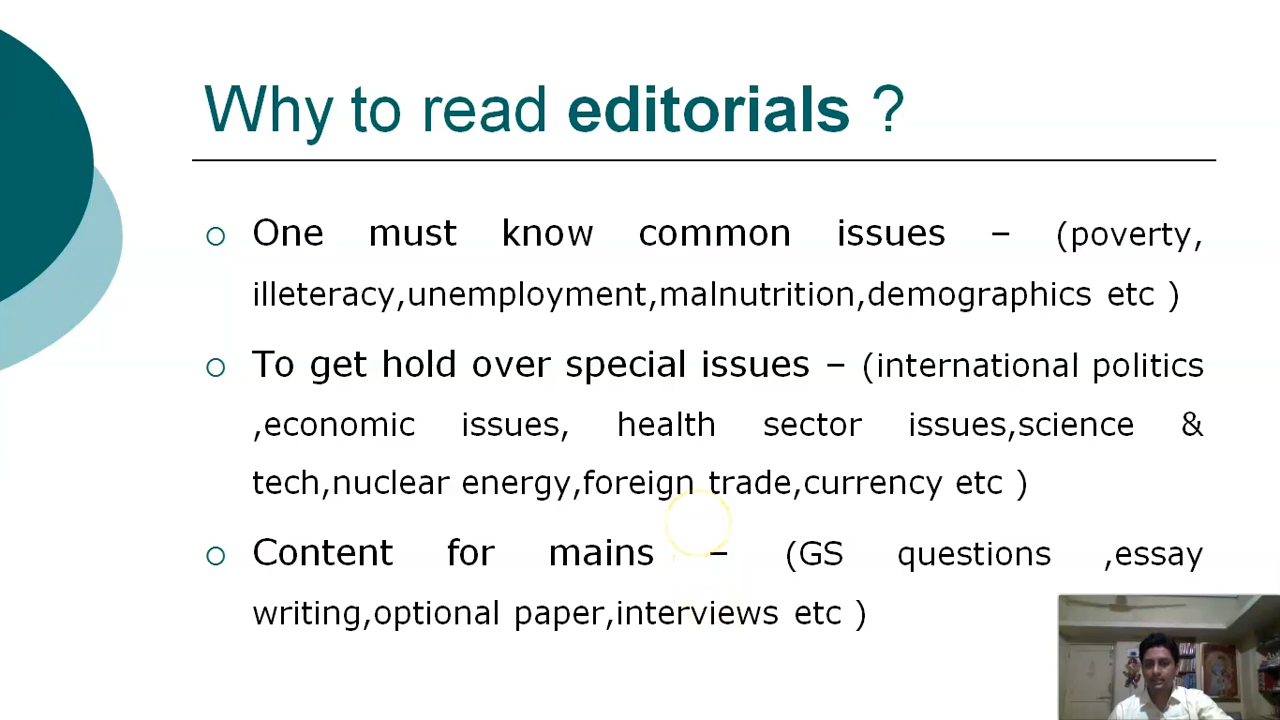 Why to read editorials ?
One must know common issues – (poverty,
illeteracy,unemployment,malnutrition,demographics etc )
To get hold over special issues – (international politics
,economic issues, health sector issues,science &
tech,nuclear energy,foreign trade,currency etc )
Content for mains – (GS questions ,essay
writing,optional paper,interviews etc )